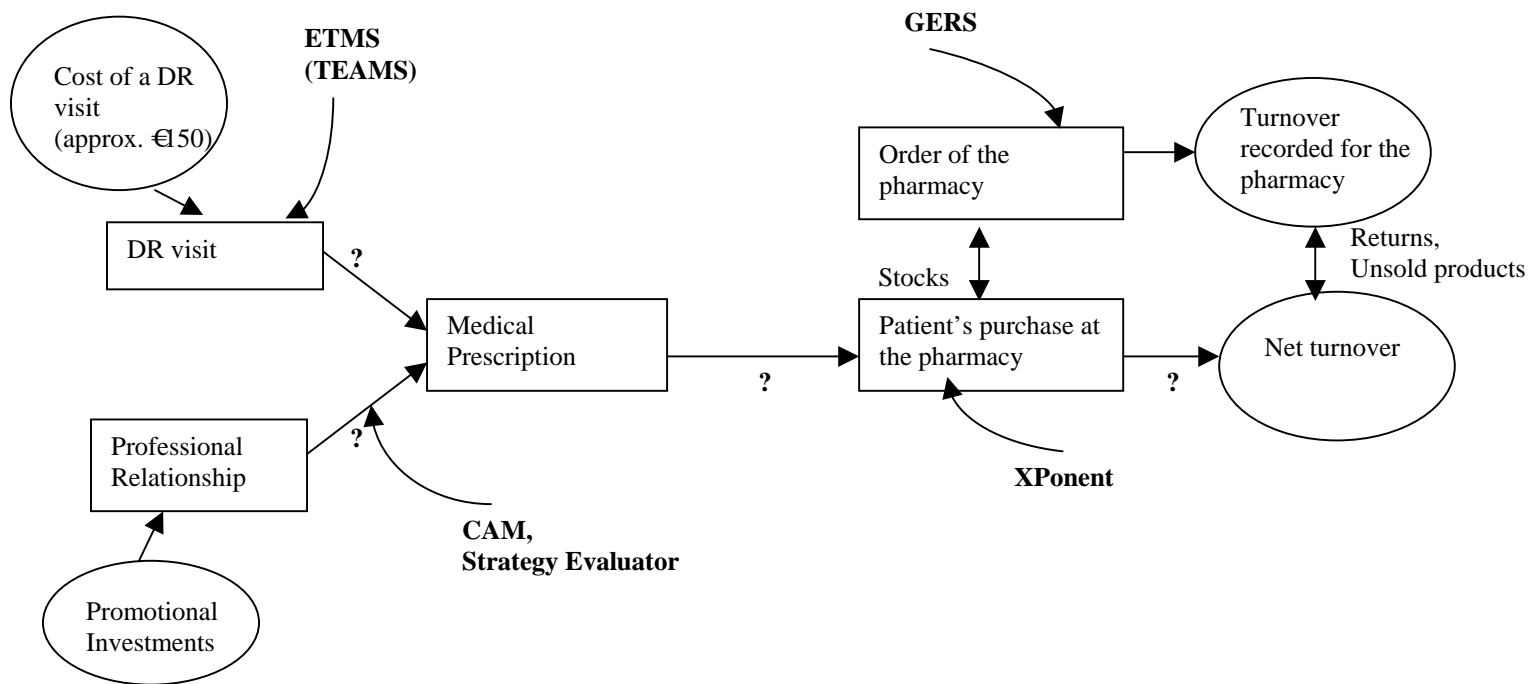 Cost of a DR
visit
(approx. €150)
ETMS
(TEAMS)
GERS
Order of the
pharmacy
Turnover
recorded for the
pharmacy
DR visit
?
Stocks
Returns,
Unsold products
Medical
Prescription
?
Patient's purchase at
the pharmacy
?
Net turnover
Professional
Relationship
?
XPonent
CAM,
Strategy Evaluator
Promotional
Investments